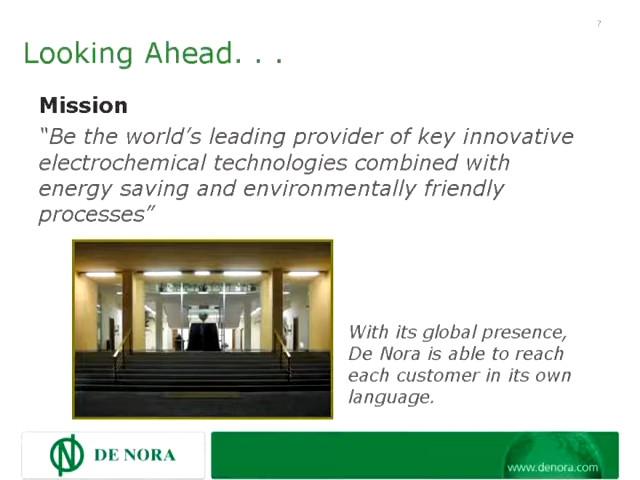 7
Looking Ahead. . .
Mission
“Be the world’s leading provider of key innovative
electrochemical technologies combined with
energy saving and environmentally friendly
processes”
With its global presence,
De Nora is able to reach
each customer in its own
language.
DE NORA
www.denora.com